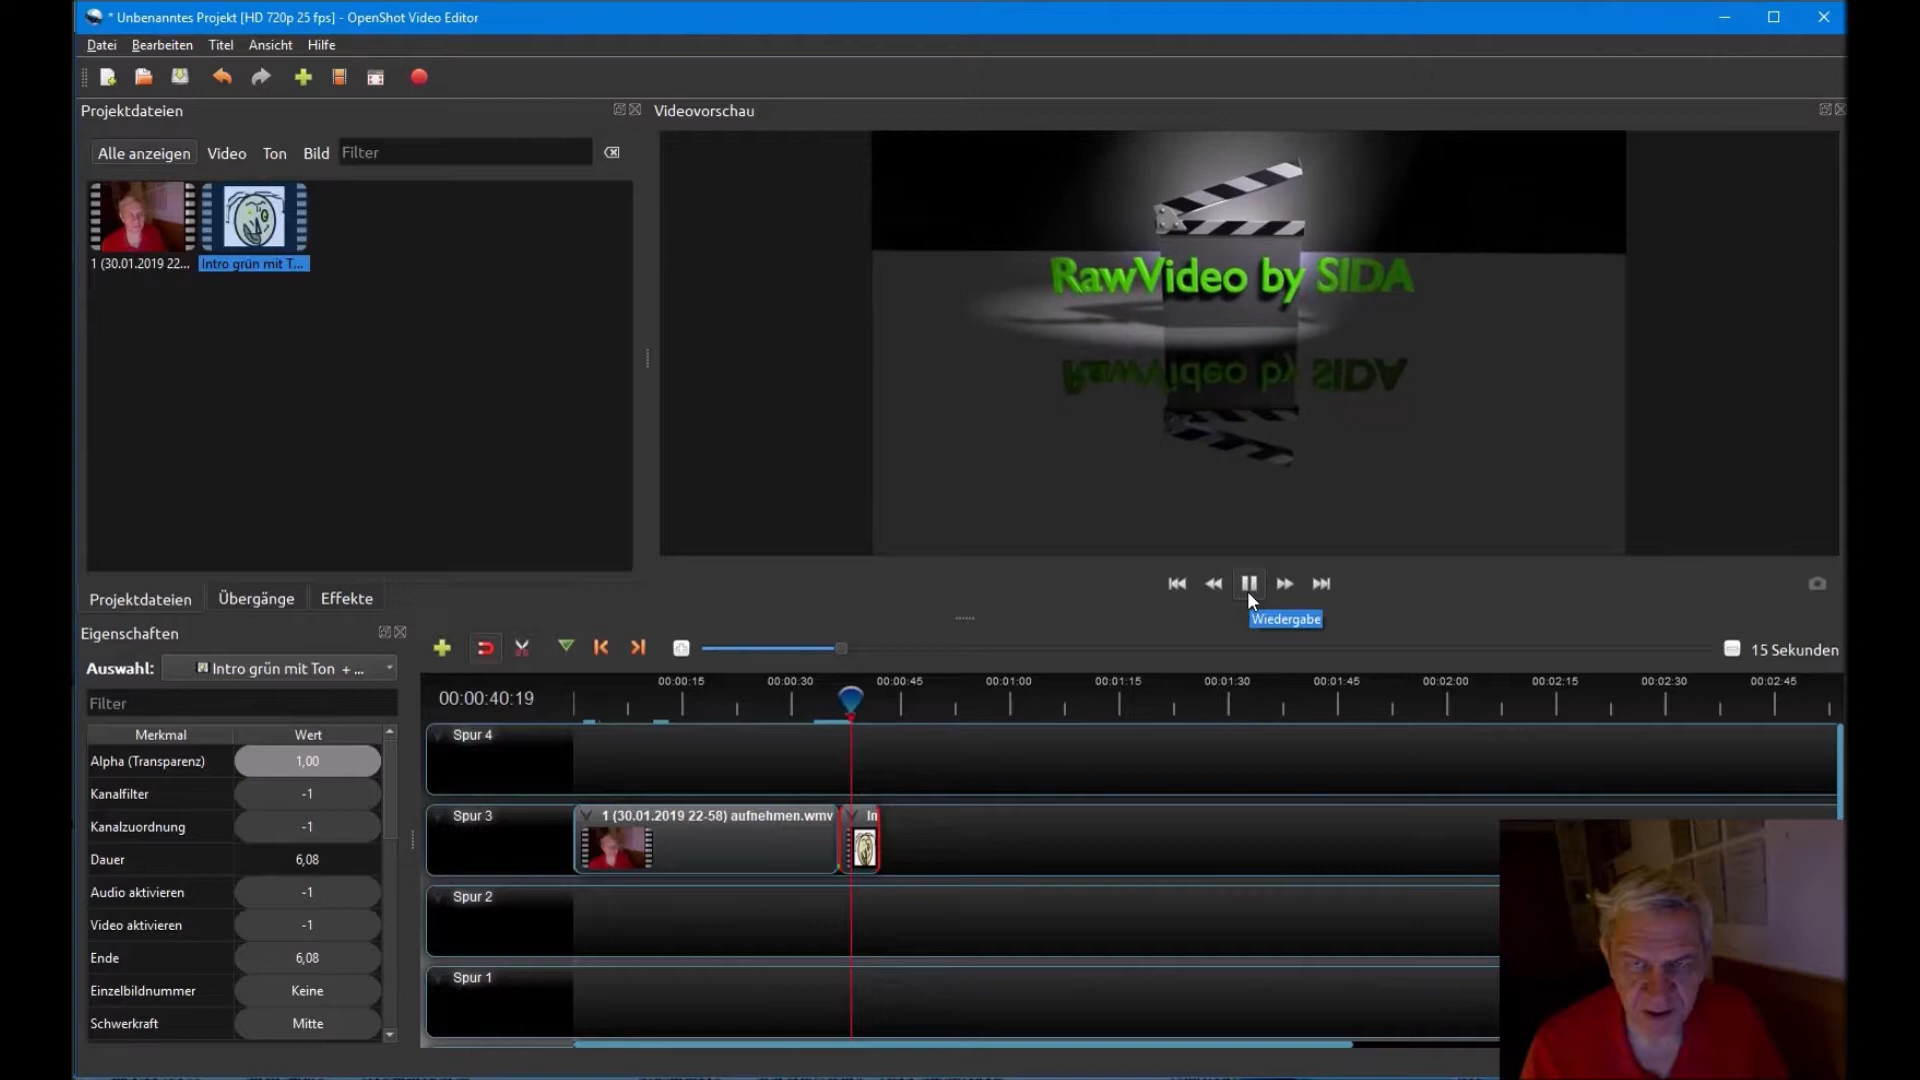 * Unbenanntes Projekt [HD 720p 25 fps] - OpenShot Video Editor
Datei Bearbeiten Titel Ansicht Hilfe
Projektdateien
Videovorschau
Alle anzeigen Video Ton Bild Filter
1 (30.01.2019 22...
Intro grün mit T...
RawVideo by SIDA
RawVideo by SIDA
Wiedergabe
Projektdateien Übergänge Effekte
Eigenschaften
Auswahl: Intro grün mit Ton + ...
Filter
Merkmal Wert
Alpha (Transparenz) 1,00
Kanalfilter -1
Kanalzuordnung -1
Dauer 6,08
Audio aktivieren -1
Video aktivieren -1
Ende 6,08
Einzelbildnummer Keine
Schwerkraft Mitte
15 Sekunden
00:00:40:19
00:00:15 00:00:30 00:00:45 00:01:00 00:01:15 00:01:30 00:01:45 00:02:00 00:02:15 00:02:30 00:02:45
Spur 4
Spur 3
1 (30.01.2019 22-58) aufnehmen.wmv
In
Spur 2
Spur 1